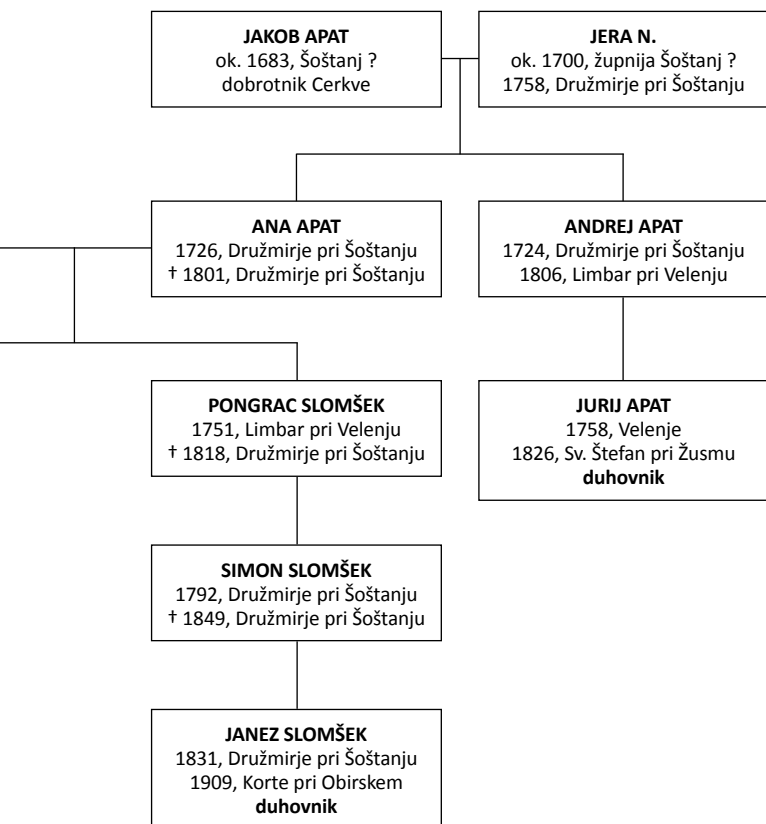 JAKOB APAT
ok. 1683, Šoštanj ?
dobrotnik Cerkve
JERA N.
ok. 1700, župnija Šoštanj ?
1758, Družmirje pri Šoštanju
ANA APAT
1726, Družmirje pri Šoštanju
† 1801, Družmirje pri Šoštanju
ANDREJ APAT
1724, Družmirje pri Šoštanju
1806, Limbar pri Velenju
PONGRAC SLOMŠEK
1751, Limbar pri Velenju
† 1818, Družmirje pri Šoštanju
JURIJ APAT
1758, Velenje
1826, Sv. Štefan pri Žusmu
duhovnik
SIMON SLOMŠEK
1792, Družmirje pri Šoštanju
† 1849, Družmirje pri Šoštanju
JANEZ SLOMŠEK
1831, Družmirje pri Šoštanju
1909, Korte pri Obirskem
duhovnik